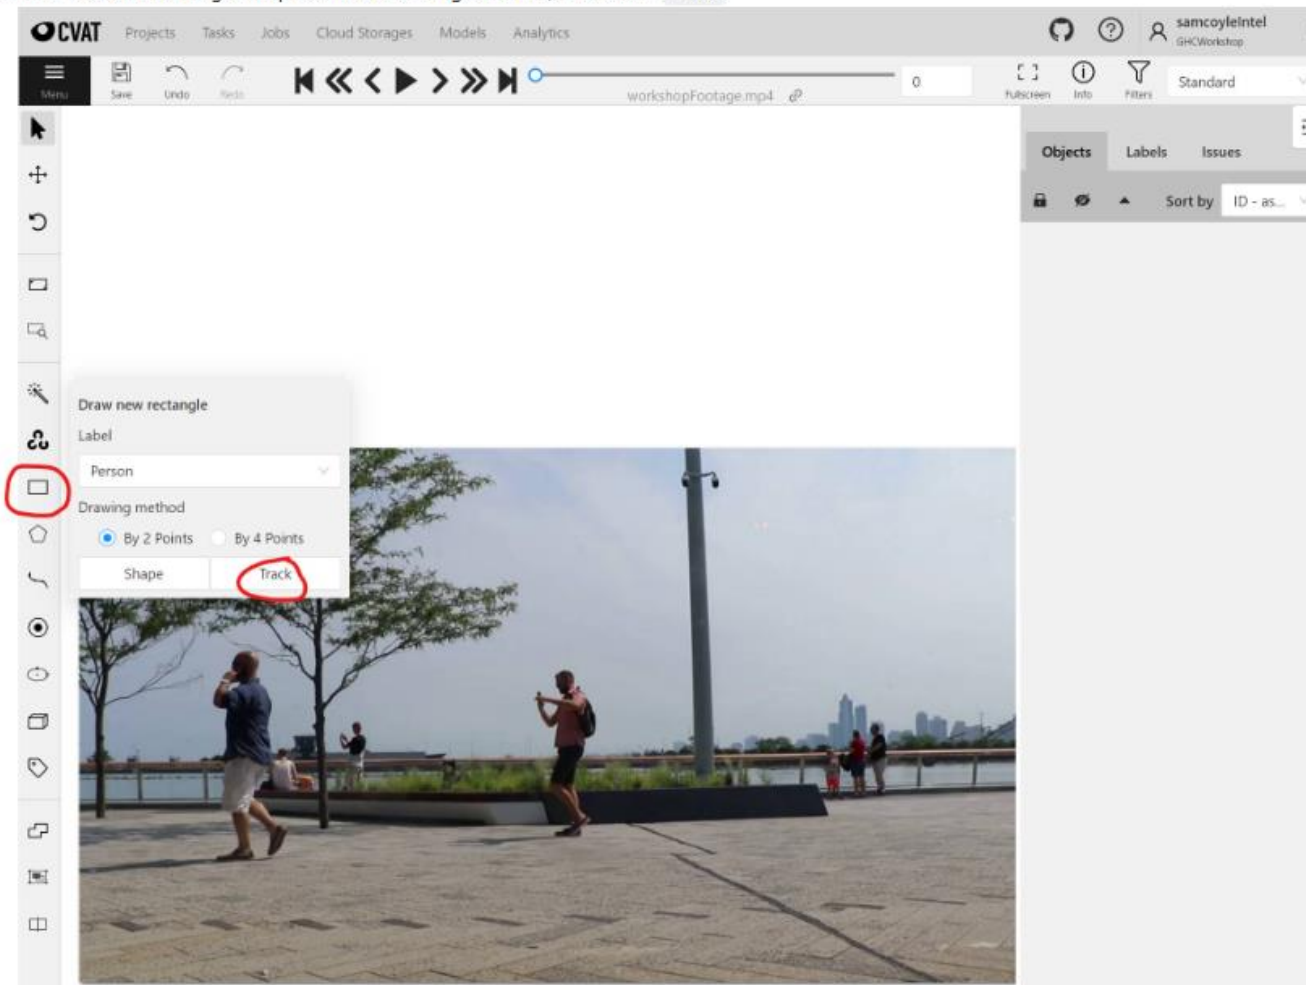 CVAT Projects Tasks Jobs Cloud Storages Models Analytics
samcoyleIntel
GHCWorkshop
Menu Save Undo Redo
workshopFootage.mp4
0
Fullscreen Info Filters
Standard
Objects Labels Issues
Sort by ID - as...
Draw new rectangle
Label
Person
Drawing method
By 2 Points By 4 Points
Shape Track